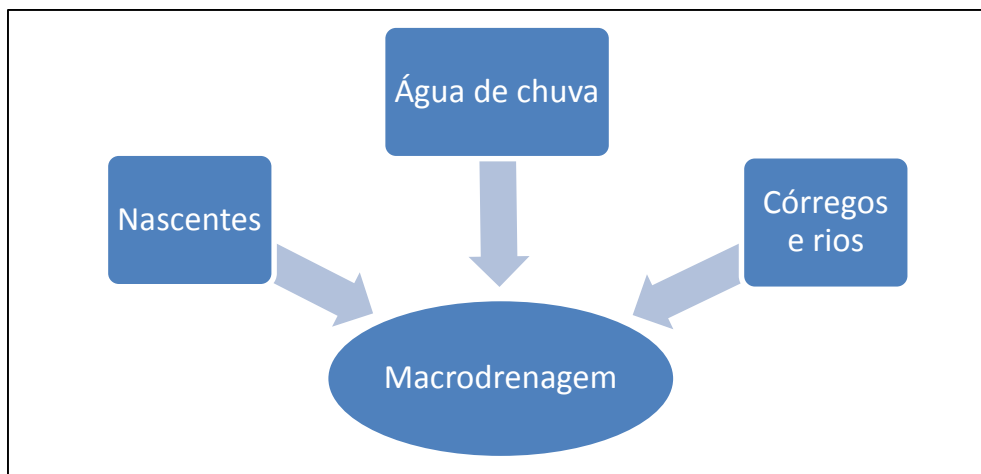 Água de chuva
Nascentes
Córregos
e rios
Macrodrenagem